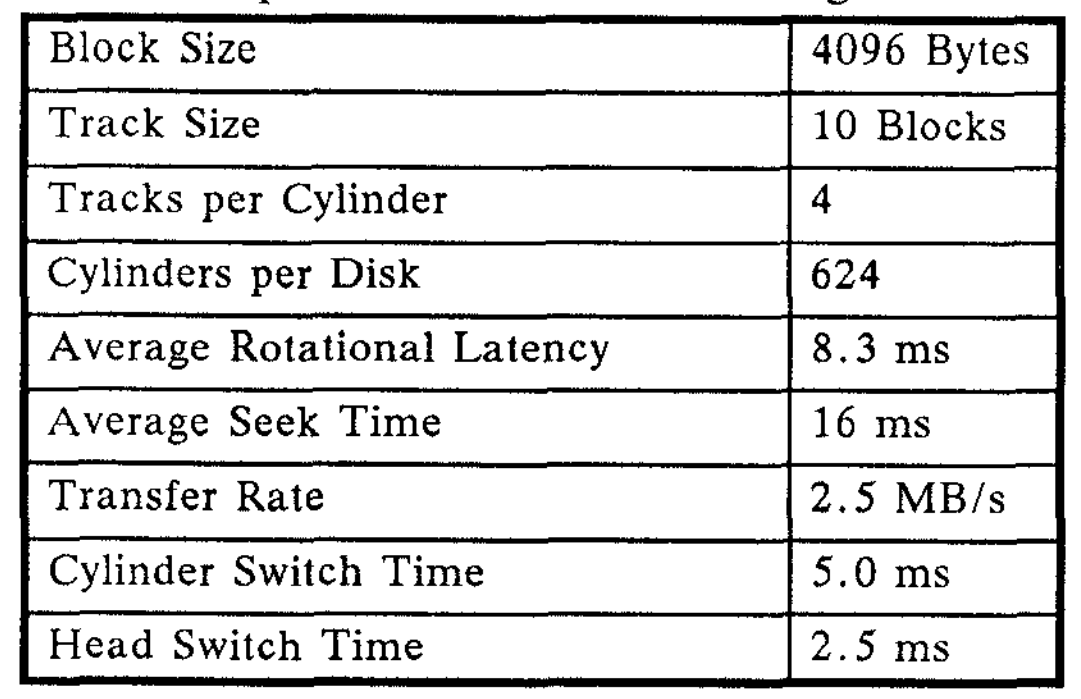 Block Size 4096 Bytes
Track Size 10 Blocks
Tracks per Cylinder 4
Cylinders per Disk 624
Average Rotational Latency 8.3 ms
Average Seek Time 16 ms
Transfer Rate 2.5 MB/s
Cylinder Switch Time 5.0 ms
Head Switch Time 2.5 ms